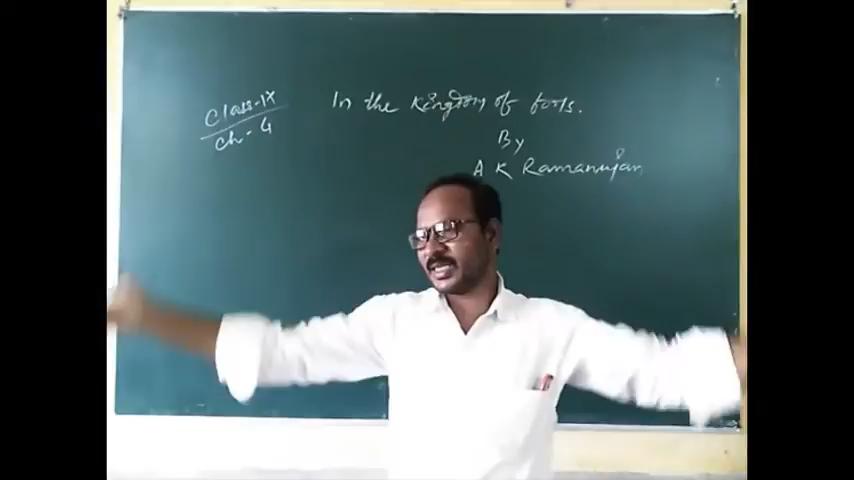 Class-IX
Ch-4
In the Kingdom of fools.
By
A K Ramanujan